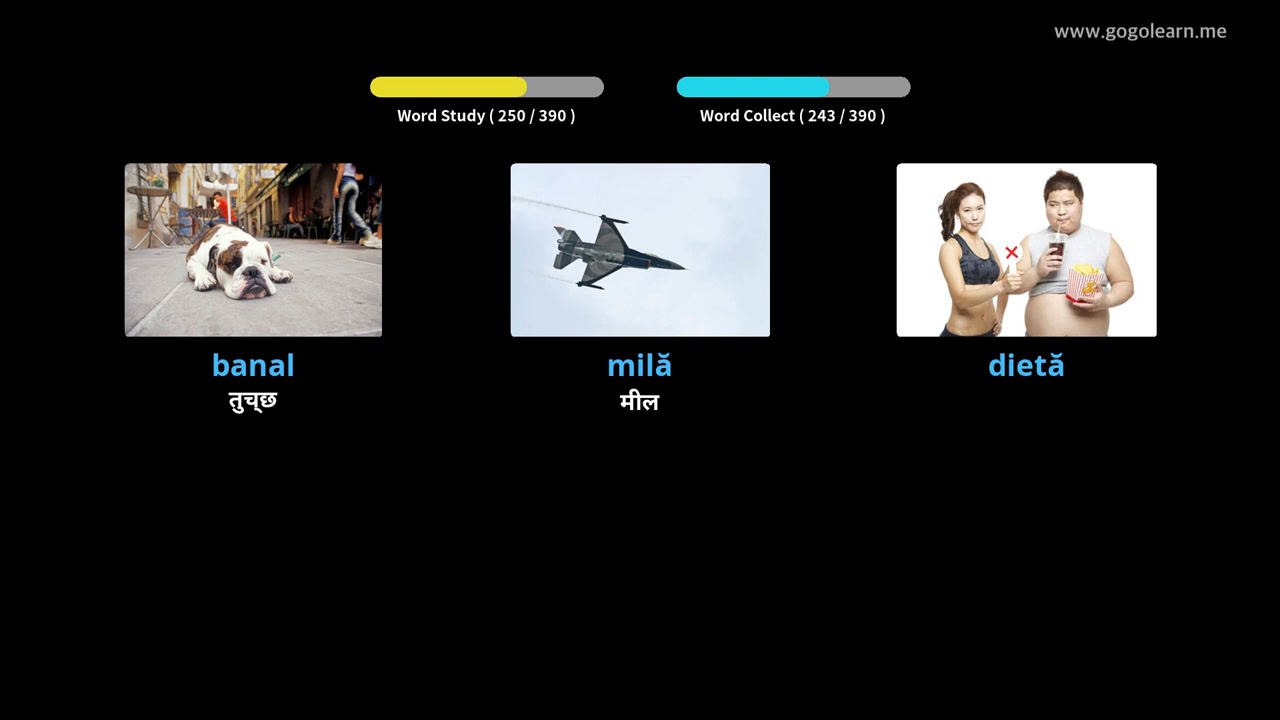 www.gogolearn.me
Word Study ( 250 / 390 )
Word Collect ( 243 / 390 )
banal
milă
dietă
तुच्छ
मील